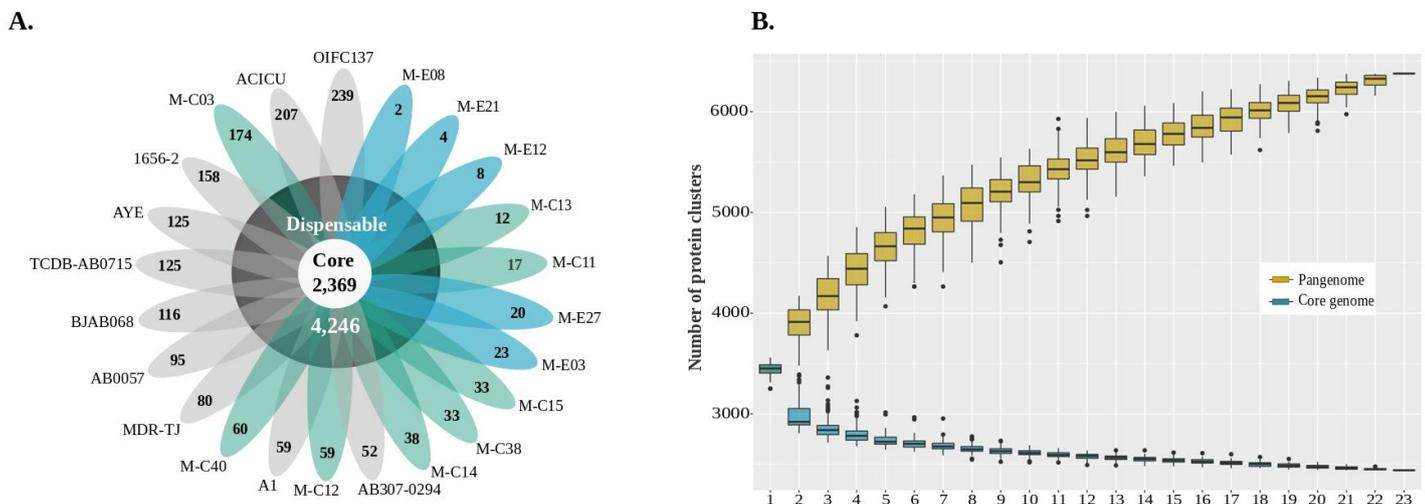 A.
B.
OIFC137
239
M-E08
2
M-E21
4
M-E12
8
M-C13
12
M-C11
17
M-E27
20
M-E03
23
M-C15
33
M-C38
33
M-C14
38
AB307-0294
52
M-C12
59
A1
59
M-C40
60
MDR-TJ
80
AB0057
95
BJAB068
116
TCDB-AB0715
125
AYE
125
1656-2
158
M-C03
174
ACICU
207
Dispensable
Core
2,369
4,246
Number of protein clusters
6000
5000
4000
3000
Pangenome
Core genome
1 2 3 4 5 6 7 8 9 10 11 12 13 14 15 16 17 18 19 20 21 22 23